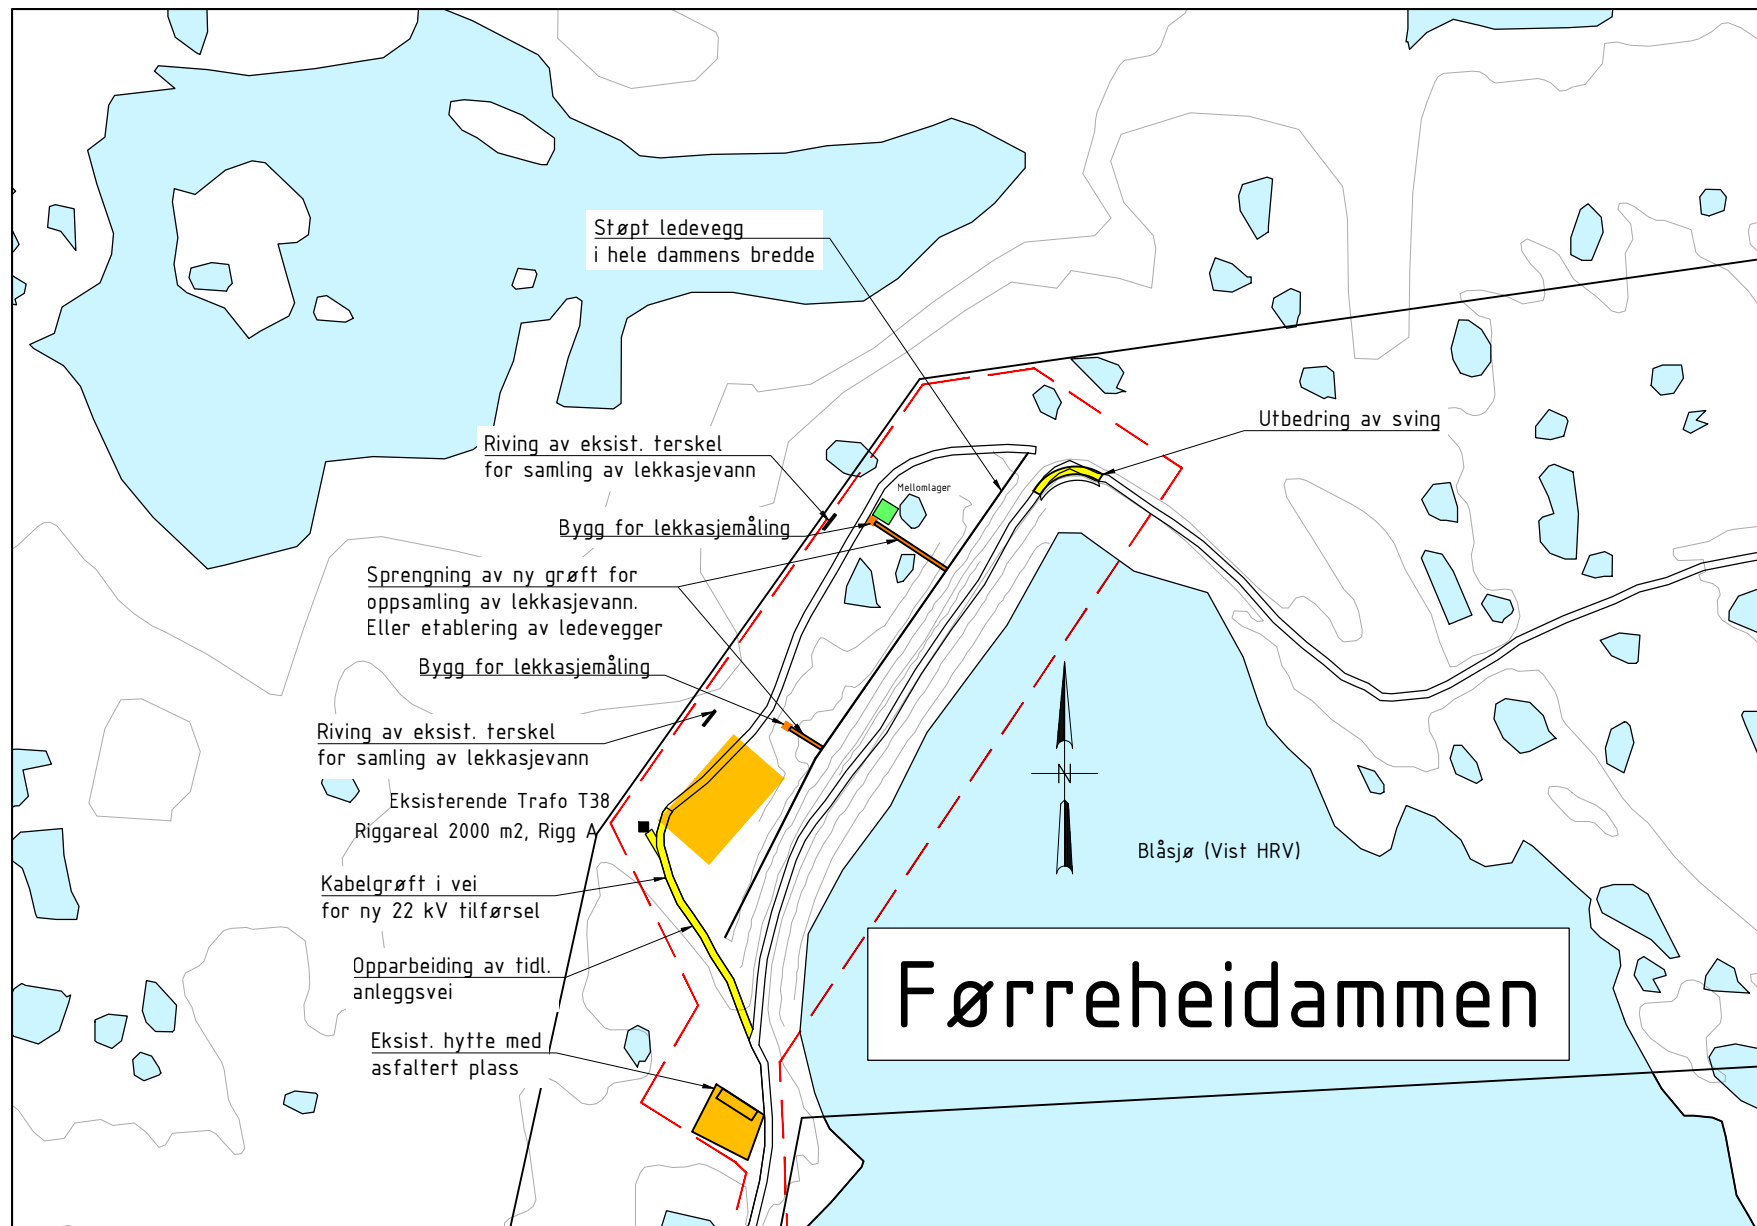 Støpt ledevegg
i hele dammens bredde
Utbedring av sving
Riving av eksist. terskel
for samling av lekkasjevann
Mellomlager
Bygg for lekkasjemåling
Sprengning av ny grøft for
oppsamling av lekkasjevann.
Eller etablering av ledevegger
Bygg for lekkasjemåling
Riving av eksist. terskel
for samling av lekkasjevann
N
Eksisterende Trafo T38
Riggareal 2000 m2, Rigg A
Blåsjø (Vist HRV)
Kabelgrøft i vei
for ny 22 kV tilførsel
Førreheidammen
Opparbeiding av tidl.
anleggsvei
Eksist. hytte med
asfaltert plass